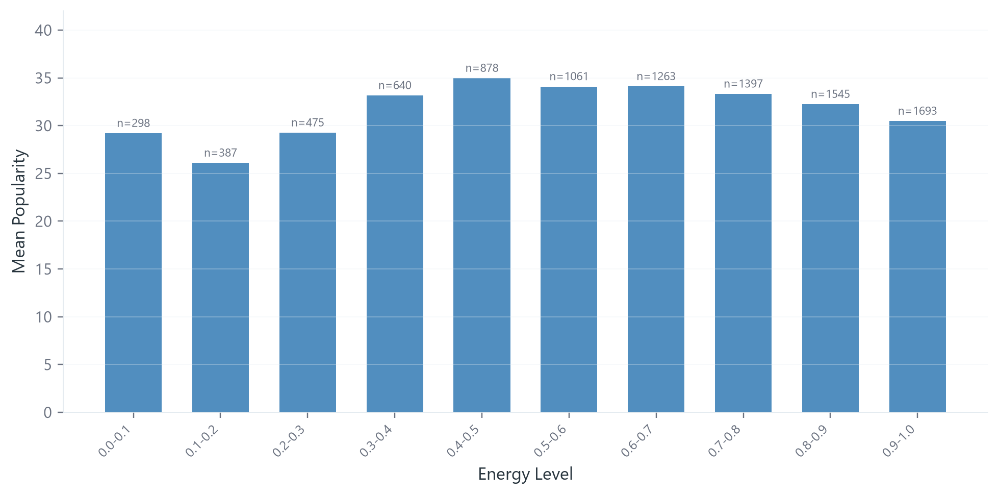 40
35
30
25
20
15
10
5
0
Mean Popularity
n=298
n=387
n=475
n=640
n=878
n=1061
n=1263
n=1397
n=1545
n=1693
0.0-0.1
0.1-0.2
0.2-0.3
0.3-0.4
0.4-0.5
0.5-0.6
0.6-0.7
0.7-0.8
0.8-0.9
0.9-1.0
Energy Level